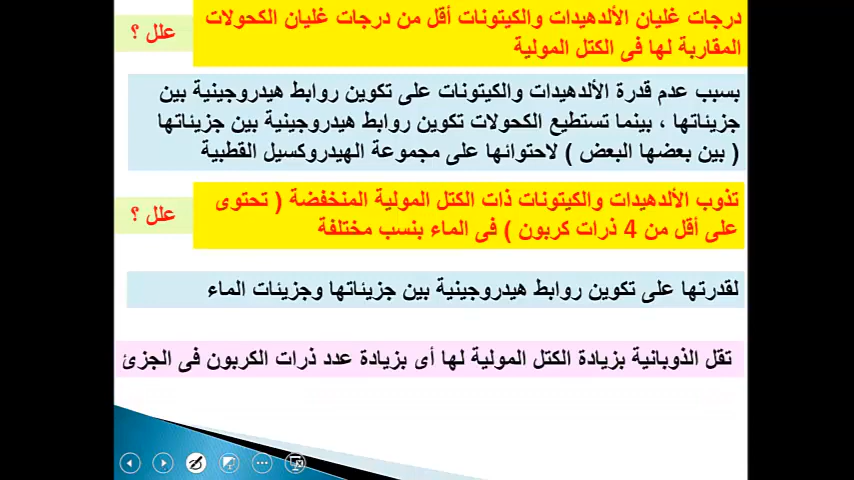 درجات غليان الألدهيدات والكيتونات أقل من درجات غليان الكحولات
المقاربة لها فى الكتل المولية
علل ؟
بسبب عدم قدرة الألدهيدات والكيتونات على تكوين روابط هيدروجينية بين
جزيئاتها ، بينما تستطيع الكحولات تكوين روابط هيدروجينية بين جزيئاتها
( بين بعضها البعض ) لاحتوائها على مجموعة الهيدروكسيل القطبية
تذوب الألدهيدات والكيتونات ذات الكتل المولية المنخفضة ( تحتوى
على أقل من 4 ذرات كربون ) فى الماء بنسب مختلفة
علل ؟
لقدرتها على تكوين روابط هيدروجينية بين جزيئاتها وجزيئات الماء
تقل الذوبانية بزيادة الكتل المولية لها أى بزيادة عدد ذرات الكربون فى الجزئ